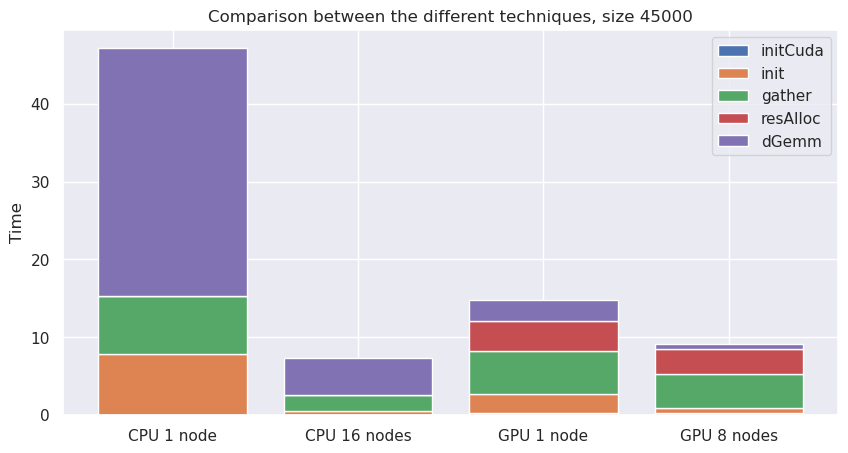 Comparison between the different techniques, size 45000
initCuda
init
gather
resAlloc
dGemm
Time
40
30
20
10
0
CPU 1 node
CPU 16 nodes
GPU 1 node
GPU 8 nodes